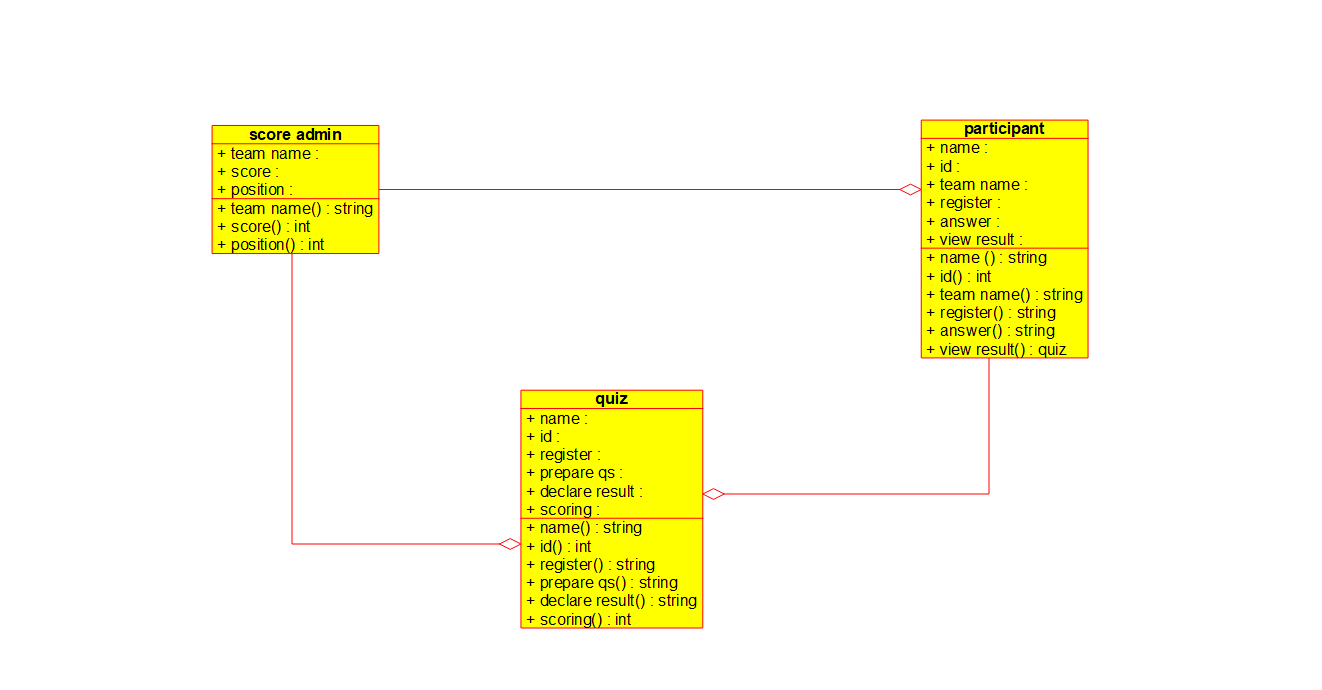 score admin
+ team name :
+ score :
+ position :
+ team name() : string
+ score() : int
+ position() : int
participant
+ name :
+ id :
+ team name :
+ register :
+ answer :
+ view result :
+ name () : string
+ id() : int
+ team name() : string
+ register() : string
+ answer() : string
+ view result() : quiz
quiz
+ name :
+ id :
+ register :
+ prepare qs :
+ declare result :
+ scoring :
+ name() : string
+ id() : int
+ register() : string
+ prepare qs() : string
+ declare result() : string
+ scoring() : int